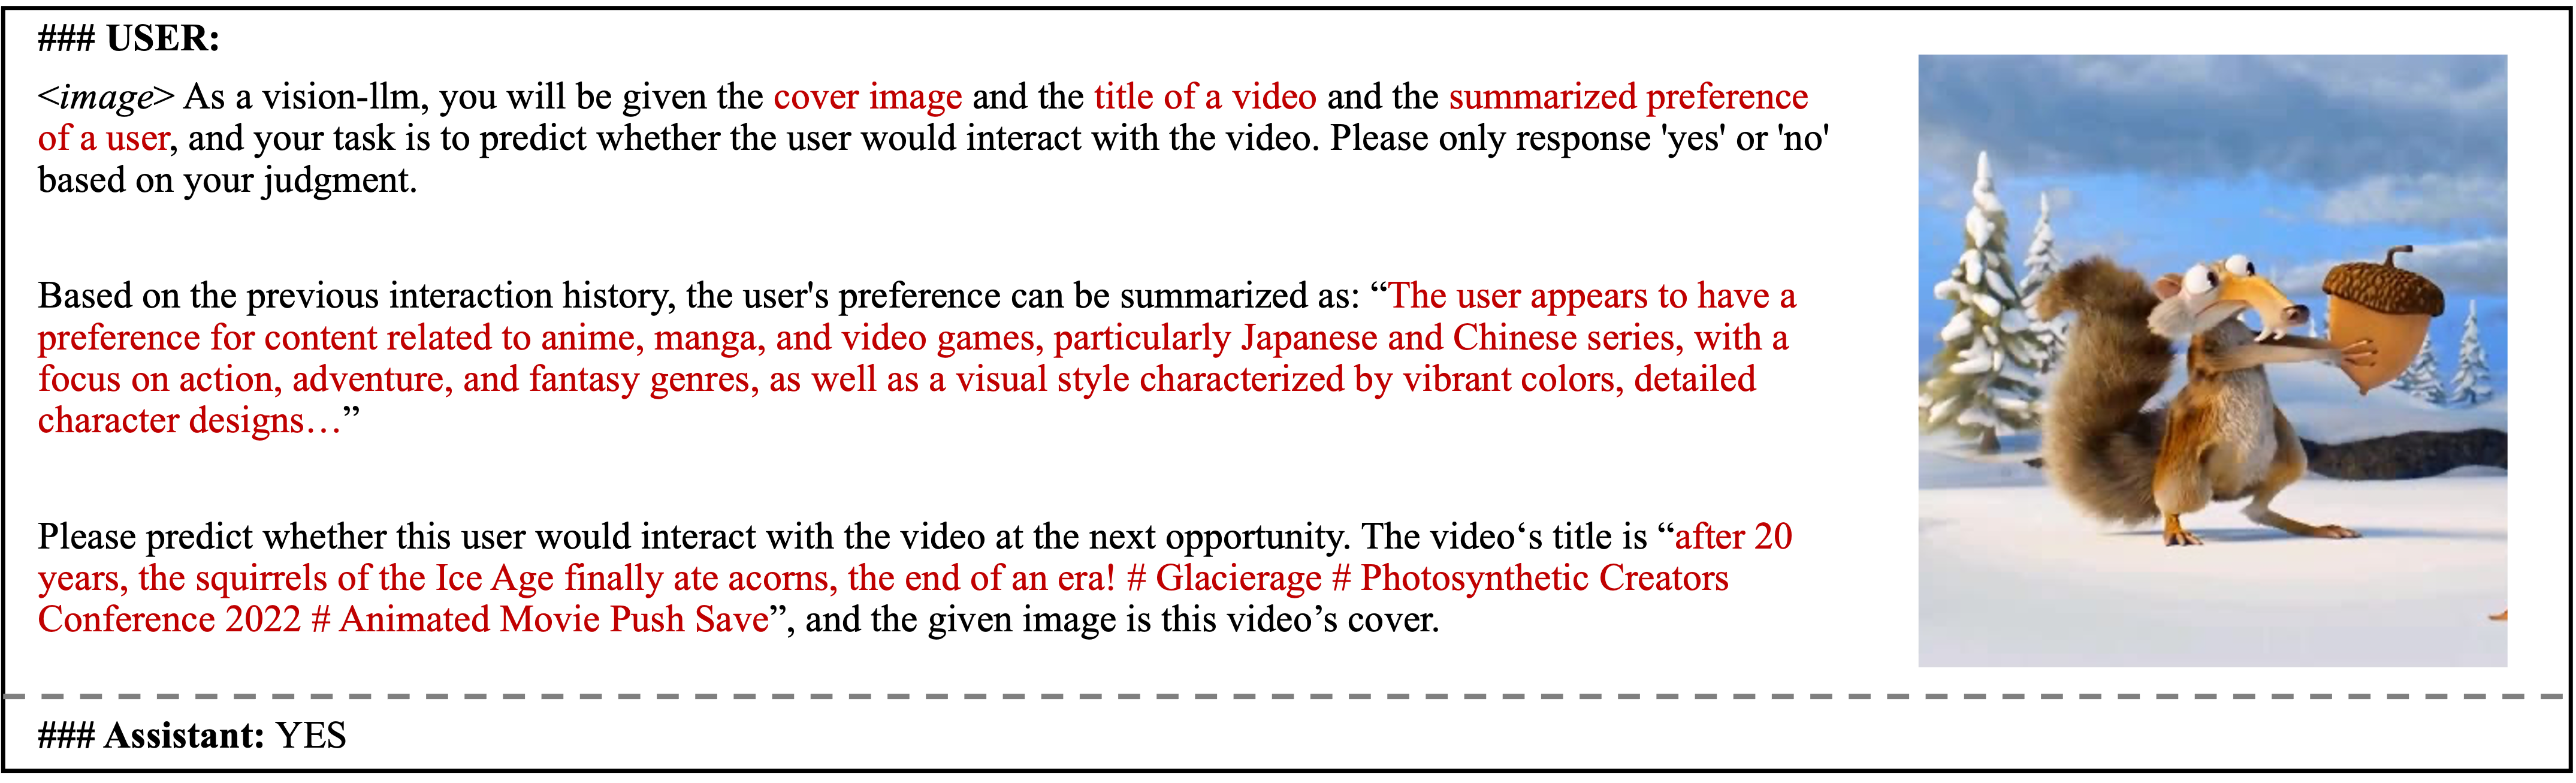 ### USER:
<image> As a vision-llm, you will be given the cover image and the title of a video and the summarized preference
of a user, and your task is to predict whether the user would interact with the video. Please only response 'yes' or 'no'
based on your judgment.
Based on the previous interaction history, the user's preference can be summarized as: “The user appears to have a
preference for content related to anime, manga, and video games, particularly Japanese and Chinese series, with a
focus on action, adventure, and fantasy genres, as well as a visual style characterized by vibrant colors, detailed
character designs…”
Please predict whether this user would interact with the video at the next opportunity. The video‘s title is “after 20
years, the squirrels of the Ice Age finally ate acorns, the end of an era! # Glacierage # Photosynthetic Creators
Conference 2022 # Animated Movie Push Save”, and the given image is this video’s cover.
### Assistant: YES